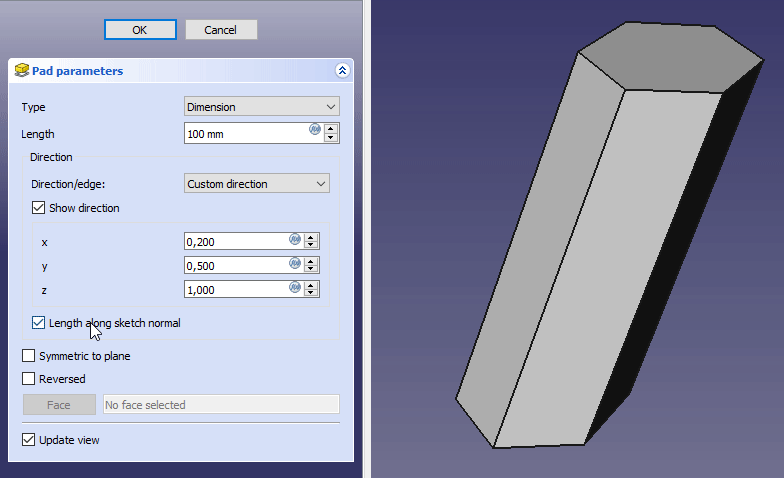 OK Cancel
Pad parameters
Type Dimension
Length 100 mm
Direction
Direction/edge: Custom direction
Show direction
x 0,200
y 0,500
z 1,000
Length along sketch normal
Symmetric to plane
Reversed
Face No face selected
Update view